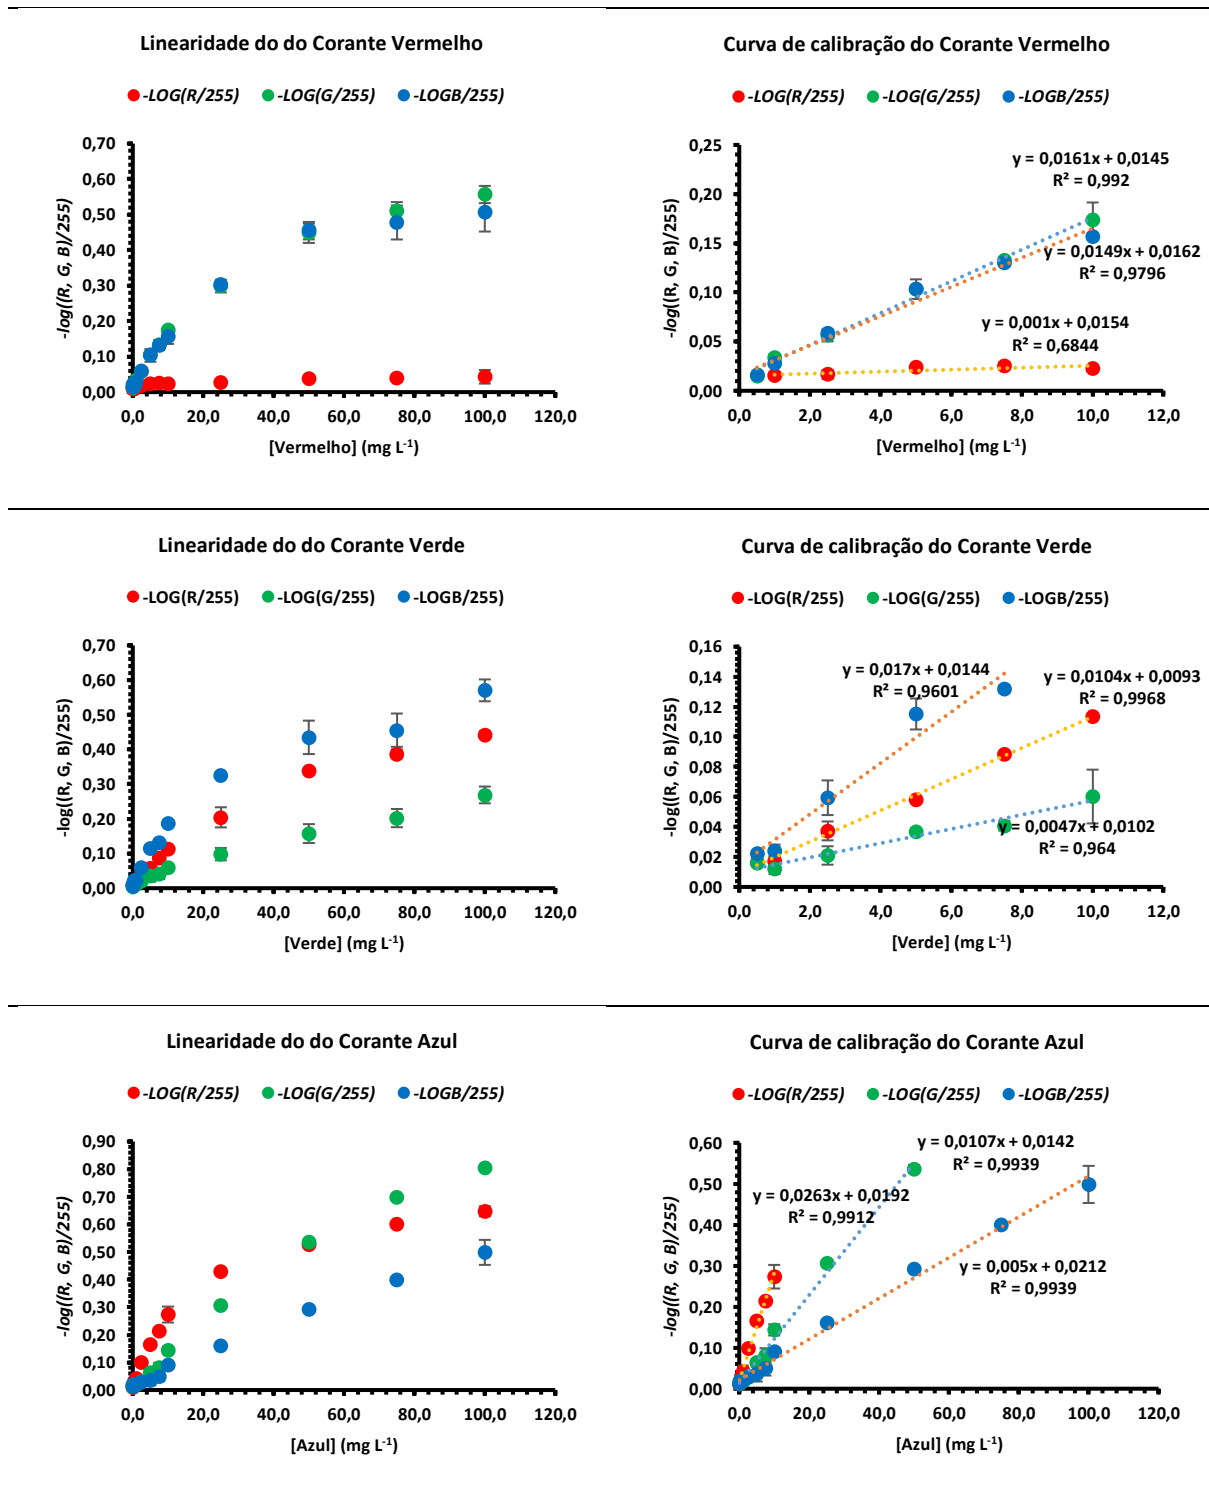 Linearidade do do Corante Vermelho
-LOG(R/255) -LOG(G/255) -LOGB/255)
-log((R, G, B)/255)
0,70
0,60
0,50
0,40
0,30
0,20
0,10
0,00
0,0 20,0 40,0 60,0 80,0 100,0 120,0
[Vermelho] (mg L-1)
Curva de calibração do Corante Vermelho
-LOG(R/255) -LOG(G/255) -LOGB/255)
-log((R, G, B)/255)
0,25
0,20
0,15
0,10
0,05
0,00
y = 0,0161x + 0,0145
R² = 0,992
y = 0,0149x + 0,0162
R² = 0,9796
y = 0,001x + 0,0154
R² = 0,6844
0,0 2,0 4,0 6,0 8,0 10,0 12,0
[Vermelho] (mg L-1)
Linearidade do do Corante Verde
-LOG(R/255) -LOG(G/255) -LOGB/255)
-log((R, G, B)/255)
0,70
0,60
0,50
0,40
0,30
0,20
0,10
0,00
0,0 20,0 40,0 60,0 80,0 100,0 120,0
[Verde] (mg L-1)
Curva de calibração do Corante Verde
-LOG(R/255) -LOG(G/255) -LOGB/255)
-log((R, G, B)/255)
0,16
0,14
0,12
0,10
0,08
0,06
0,04
0,02
0,00
y = 0,017x + 0,0144
R² = 0,9601
y = 0,0104x + 0,0093
R² = 0,9968
y = 0,0047x + 0,0102
R² = 0,964
0,0 2,0 4,0 6,0 8,0 10,0 12,0
[Verde] (mg L-1)
Linearidade do do Corante Azul
-LOG(R/255) -LOG(G/255) -LOGB/255)
-log((R, G, B)/255)
0,90
0,80
0,70
0,60
0,50
0,40
0,30
0,20
0,10
0,00
0,0 20,0 40,0 60,0 80,0 100,0 120,0
[Azul] (mg L-1)
Curva de calibração do Corante Azul
-LOG(R/255) -LOG(G/255) -LOGB/255)
-log((R, G, B)/255)
0,60
0,50
0,40
0,30
0,20
0,10
0,00
y = 0,0107x + 0,0142
R² = 0,9939
y = 0,0263x + 0,0192
R² = 0,9912
y = 0,005x + 0,0212
R² = 0,9939
0,0 20,0 40,0 60,0 80,0 100,0 120,0
[Azul] (mg L-1)